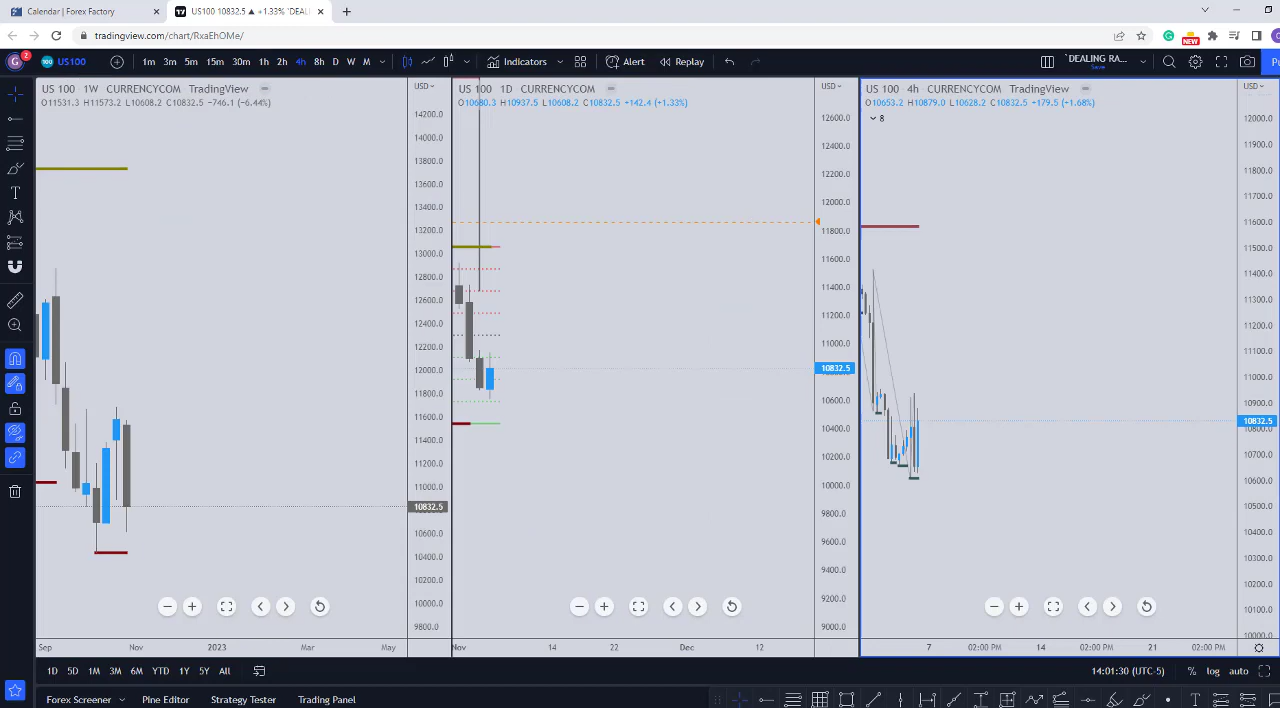 Calendar | Forex Factory
US100 10832.5 ▲ +1.33% 'DEALI
tradingview.com/chart/RxaEhOMe/
NEW
G 2
100 US100
1m 3m 5m 15m 30m 1h 2h 4h 8h D W M
Indicators
Alert
Replay
'DEALING RA...
Save
Pu
US 100 1W CURRENCYCOM TradingView
O11531.3 H11573.2 L10608.2 C10832.5 −746.1 (−6.44%)
USD
14200.0
14000.0
13800.0
13600.0
13400.0
13200.0
13000.0
12800.0
12600.0
12400.0
12200.0
12000.0
11800.0
11600.0
11400.0
11200.0
11000.0
10832.5
10600.0
10400.0
10200.0
10000.0
9800.0
Sep Nov 2023 Mar May
US 100 1D CURRENCYCOM
O10680.3 H10937.5 L10608.2 C10832.5 +142.4 (+1.33%)
USD
12600.0
12400.0
12200.0
12000.0
11800.0
11600.0
11400.0
11200.0
11000.0
10832.5
10600.0
10400.0
10200.0
10000.0
9800.0
9600.0
9400.0
9200.0
9000.0
Nov 14 22 Dec 12
US 100 4h CURRENCYCOM TradingView
O10653.2 H10879.0 L10628.2 C10832.5 +179.5 (+1.68%)
8
USD
12000.0
11900.0
11800.0
11700.0
11600.0
11500.0
11400.0
11300.0
11200.0
11100.0
11000.0
10900.0
10832.5
10800.0
10700.0
10600.0
10500.0
10400.0
10300.0
10200.0
10100.0
10000.0
7 02:00 PM 14 02:00 PM 21 02:00 PM
1D 5D 1M 3M 6M YTD 1Y 5Y All
14:01:30 (UTC-5) % log auto
Forex Screener Pine Editor Strategy Tester Trading Panel